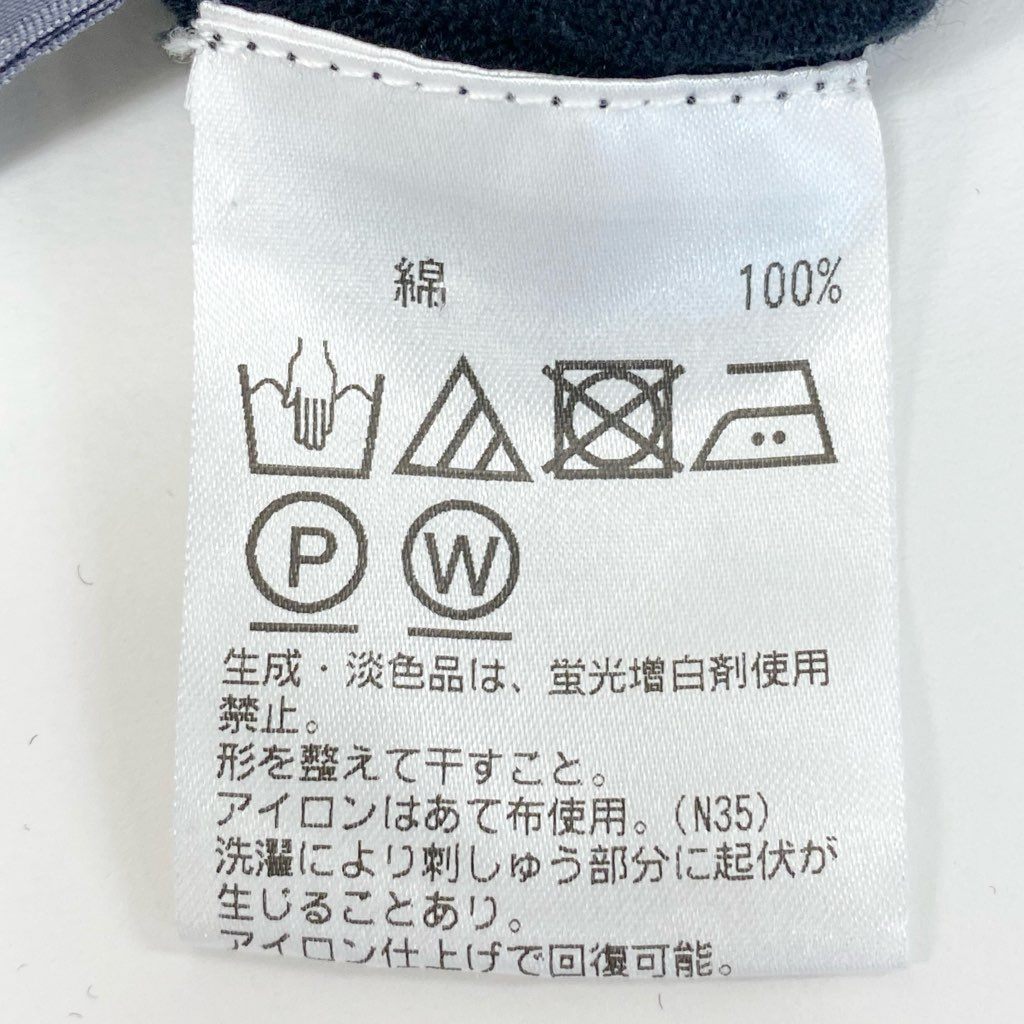 綿 100%
P W
生成・淡色品は、蛍光増白剤使用
禁止。
形を整えて干すこと。
アイロンはあて布使用。(N35)
洗濯により刺しゅう部分に起伏が
生じることあり。
アイロン仕上げで回復可能。